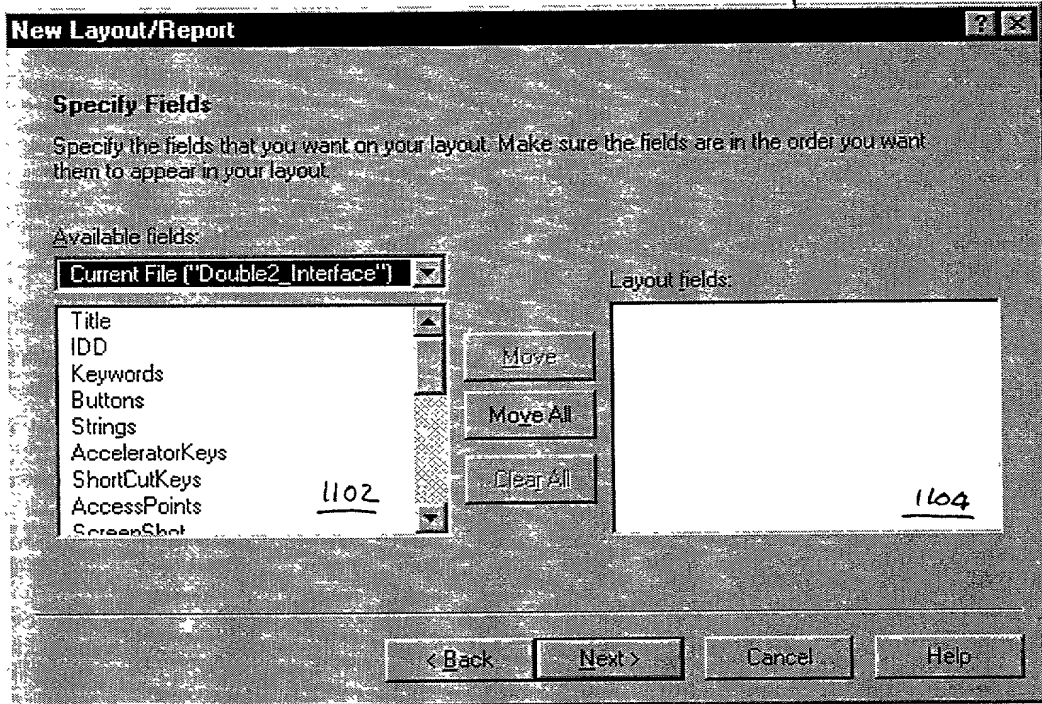 New Layout/Report
Specify Fields
Specify the fields that you want on your layout. Make sure the fields are in the order you want
them to appear in your layout.
Available fields:
Current File ("Double2_Interface")
Title
IDD
Keywords
Buttons
Strings
AcceleratorKeys
ShortCutKeys
AccessPoints
ScreenShot
1102
Move
Move All
Clear All
Layout fields:
1104
< Back
Next >
Cancel
Help